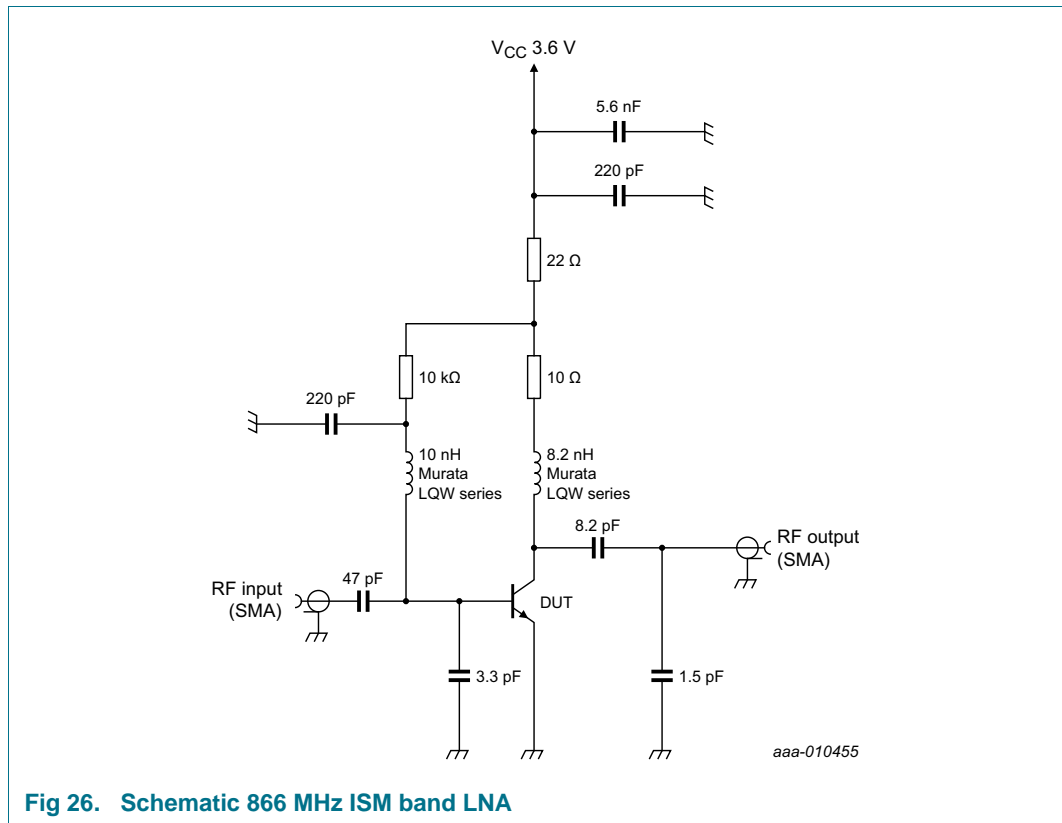 VCC 3.6 V
5.6 nF
220 pF
22 Ω
10 kΩ
10 Ω
220 pF
10 nH
Murata
LQW series
8.2 nH
Murata
LQW series
8.2 pF
RF output
(SMA)
47 pF
RF input
(SMA)
DUT
3.3 pF
1.5 pF
aaa-010455
Fig 26. Schematic 866 MHz ISM band LNA